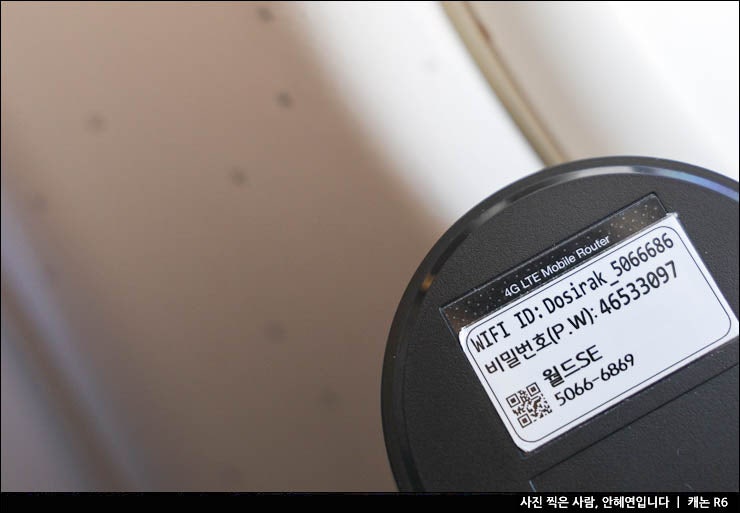 4G LTE Mobile Router
WIFI ID:Dosirak_5066686
비밀번호(P.W): 46533097
월드SE
5066-6869
사진 찍은 사람, 안혜연입니다 | 캐논 R6